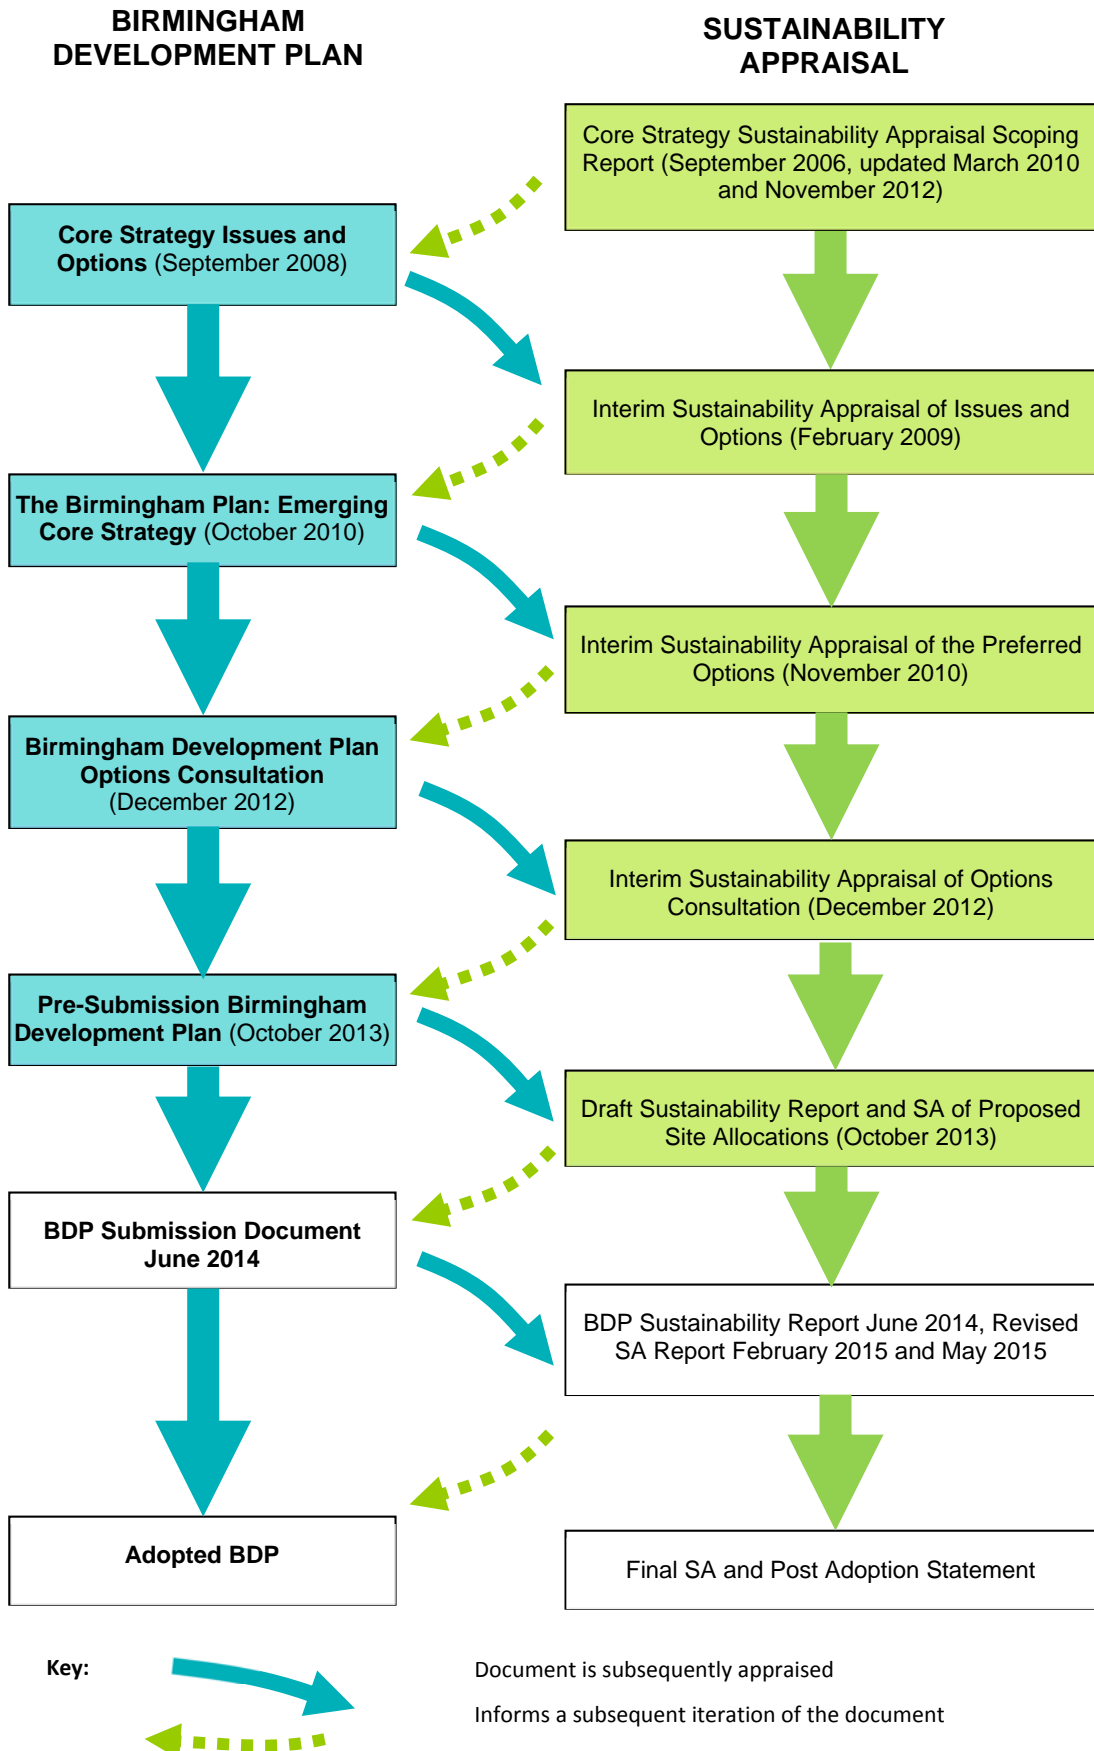 BIRMINGHAM
DEVELOPMENT PLAN
SUSTAINABILITY
APPRAISAL
Core Strategy Sustainability Appraisal Scoping
Report (September 2006, updated March 2010
and November 2012)
Core Strategy Issues and
Options (September 2008)
Interim Sustainability Appraisal of Issues and
Options (February 2009)
The Birmingham Plan: Emerging
Core Strategy (October 2010)
Interim Sustainability Appraisal of the Preferred
Options (November 2010)
Birmingham Development Plan
Options Consultation
(December 2012)
Interim Sustainability Appraisal of Options
Consultation (December 2012)
Pre-Submission Birmingham
Development Plan (October 2013)
Draft Sustainability Report and SA of Proposed
Site Allocations (October 2013)
BDP Submission Document
June 2014
BDP Sustainability Report June 2014, Revised
SA Report February 2015 and May 2015
Adopted BDP
Final SA and Post Adoption Statement
Key:
Document is subsequently appraised
Informs a subsequent iteration of the document